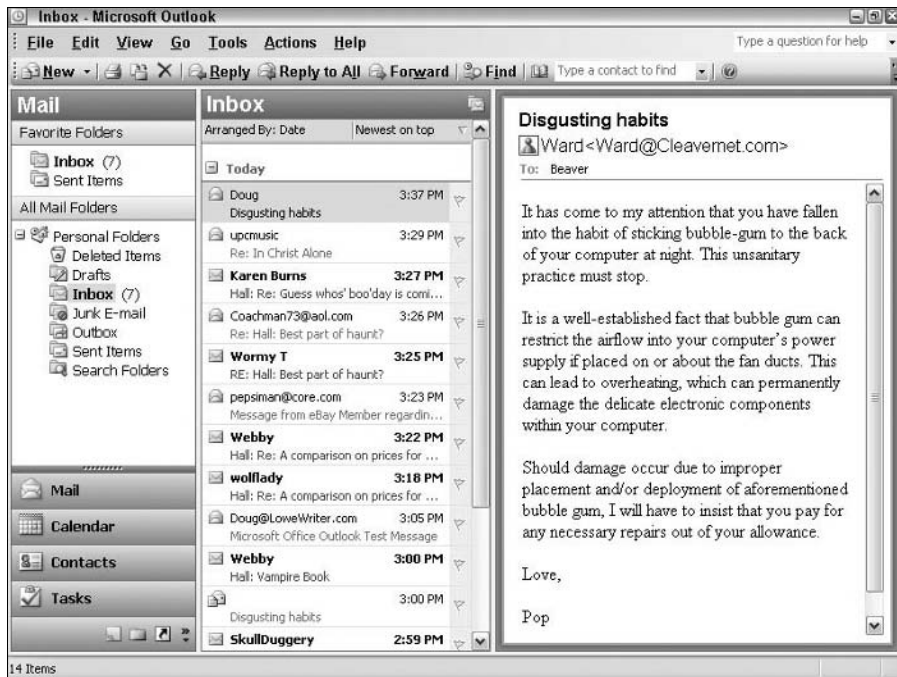 Inbox - Microsoft Outlook
File Edit View Go Tools Actions Help
Type a question for help
New Reply Reply to All Forward Find Type a contact to find
Mail
Favorite Folders
Inbox (7)
Sent Items
All Mail Folders
Personal Folders
Deleted Items
Drafts
Inbox (7)
Junk E-mail
Outbox
Sent Items
Search Folders
Mail
Calendar
Contacts
Tasks
Inbox
Arranged By: Date Newest on top
Today
Doug 3:37 PM
Disgusting habits
upcmusic 3:29 PM
Re: In Christ Alone
Karen Burns 3:27 PM
Hall: Re: Guess whos' boo'day is comi...
Coachman73@aol.com 3:26 PM
Re: Hall: Best part of haunt?
Wormy T 3:25 PM
RE: Hall: Best part of haunt?
pepsiman@core.com 3:23 PM
Message from eBay Member regardin...
Webby 3:22 PM
Hall: Re: A comparison on prices for ...
wolflady 3:18 PM
Hall: Re: A comparison on prices for ...
Doug@LoweWriter.com 3:05 PM
Microsoft Office Outlook Test Message
Webby 3:00 PM
Hall: Vampire Book
3:00 PM
Disgusting habits
SkullDuggery 2:59 PM
Disgusting habits
Ward<Ward@Cleavernet.com>
To: Beaver
It has come to my attention that you have fallen
into the habit of sticking bubble-gum to the back
of your computer at night. This unsanitary
practice must stop.
It is a well-established fact that bubble gum can
restrict the airflow into your computer's power
supply if placed on or about the fan ducts. This
can lead to overheating, which can permanently
damage the delicate electronic components
within your computer.
Should damage occur due to improper
placement and/or deployment of aforementioned
bubble gum, I will have to insist that you pay for
any necessary repairs out of your allowance.
Love,
Pop
14 Items